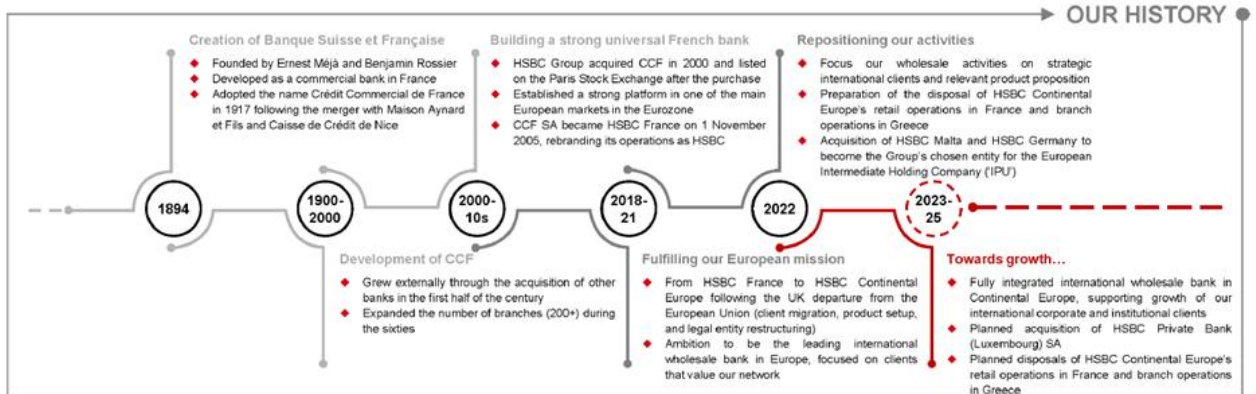 OUR HISTORY
Creation of Banque Suisse et Française
◆ Founded by Ernest Méjà and Benjamin Rossier
◆ Developed as a commercial bank in France
◆ Adopted the name Crédit Commercial de France
in 1917 following the merger with Maison Aynard
et Fils and Caisse de Crédit de Nice
Building a strong universal French bank
◆ HSBC Group acquired CCF in 2000 and listed
on the Paris Stock Exchange after the purchase
◆ Established a strong platform in one of the main
European markets in the Eurozone
◆ CCF SA became HSBC France on 1 November
2005, rebranding its operations as HSBC
Repositioning our activities
◆ Focus our wholesale activities on strategic
international clients and relevant product proposition
◆ Preparation of the disposal of HSBC Continental
Europe's retail operations in France and branch
operations in Greece
◆ Acquisition of HSBC Malta and HSBC Germany to
become the Group's chosen entity for the European
Intermediate Holding Company ('IPU')
1894
1900-
2000
2000-
10s
2018-
21
2022
2023-
25
Development of CCF
◆ Grew externally through the acquisition of other
banks in the first half of the century
◆ Expanded the number of branches (200+) during
the sixties
Fulfilling our European mission
◆ From HSBC France to HSBC Continental
Europe following the UK departure from the
European Union (client migration, product setup,
and legal entity restructuring)
◆ Ambition to be the leading international
wholesale bank in Europe, focused on clients
that value our network
Towards growth…
◆ Fully integrated international wholesale bank in
Continental Europe, supporting growth of our
international corporate and institutional clients
◆ Planned acquisition of HSBC Private Bank
(Luxembourg) SA
◆ Planned disposals of HSBC Continental Europe's
retail operations in France and branch operations
in Greece